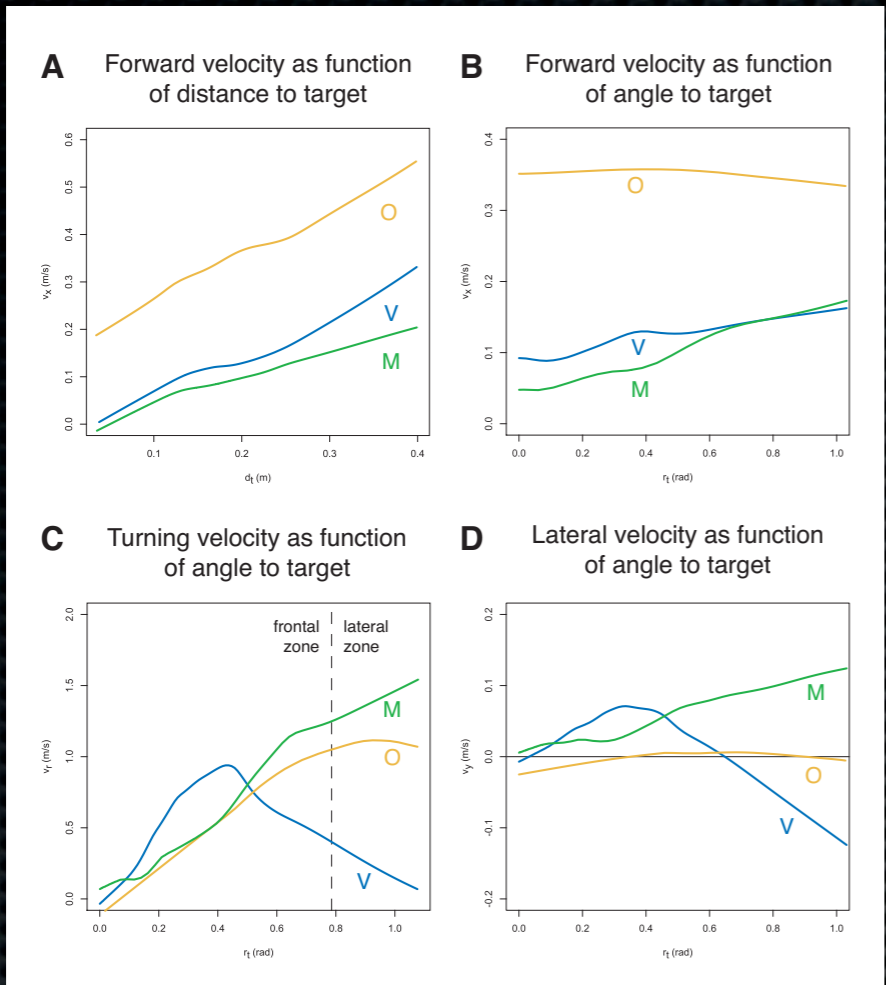 A
Forward velocity as function
of distance to target
0.6
0.5
0.4
0.3
0.2
0.1
0.0
vx (m/s)
O
V
M
0.1 0.2 0.3 0.4
dt (m)
B
Forward velocity as function
of angle to target
0.4
0.3
0.2
0.1
0.0
vx (m/s)
O
V
M
0.0 0.2 0.4 0.6 0.8 1.0
rt (rad)
C
Turning velocity as function
of angle to target
2.0
1.5
1.0
0.5
0.0
vr (m/s)
frontal
zone
lateral
zone
M
O
V
0.0 0.2 0.4 0.6 0.8 1.0
rt (rad)
D
Lateral velocity as function
of angle to target
0.2
0.1
0.0
-0.1
-0.2
vy (m/s)
M
O
V
0.0 0.2 0.4 0.6 0.8 1.0
rt (rad)